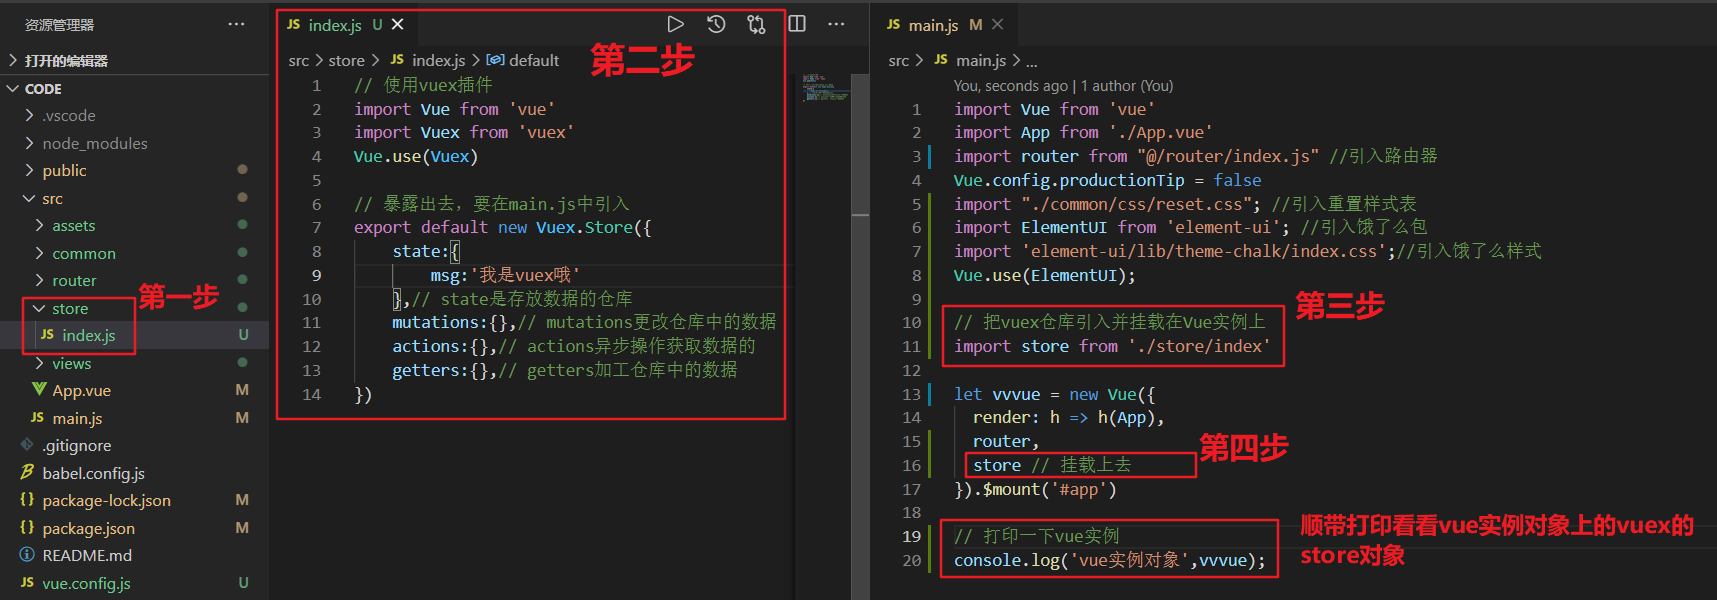 资源管理器
···
打开的编辑器
CODE
.vscode
node_modules
public
src
assets
common
router
store
第一步
JS index.js U
views
App.vue M
JS main.js M
.gitignore
babel.config.js
{} package-lock.json M
{} package.json M
README.md
JS vue.config.js U
JS index.js U
···
src > store > JS index.js > default
第二步
1 // 使用vuex插件
2 import Vue from 'vue'
3 import Vuex from 'vuex'
4 Vue.use(Vuex)
5
6 // 暴露出去，要在main.js中引入
7 export default new Vuex.Store({
8 state:{
9 msg:'我是vuex哦'
10 },// state是存放数据的仓库
11 mutations:{},// mutations更改仓库中的数据
12 actions:{},// actions异步操作获取数据的
13 getters:{},// getters加工仓库中的数据
14 })
JS main.js M
src > JS main.js > ...
You, seconds ago | 1 author (You)
1 import Vue from 'vue'
2 import App from './App.vue'
3 import router from "@/router/index.js" //引入路由器
4 Vue.config.productionTip = false
5 import "./common/css/reset.css"; //引入重置样式表
6 import ElementUI from 'element-ui'; //引入饿了么包
7 import 'element-ui/lib/theme-chalk/index.css';//引入饿了么样式
8 Vue.use(ElementUI);
9
第三步
10 // 把vuex仓库引入并挂载在Vue实例上
11 import store from './store/index'
12
13 let vvvue = new Vue({
14 render: h => h(App),
15 router,
第四步
16 store // 挂载上去
17 }).$mount('#app')
18
19 // 打印一下vue实例
20 console.log('vue实例对象',vvvue);
顺带打印看看vue实例对象上的vuex的
store对象